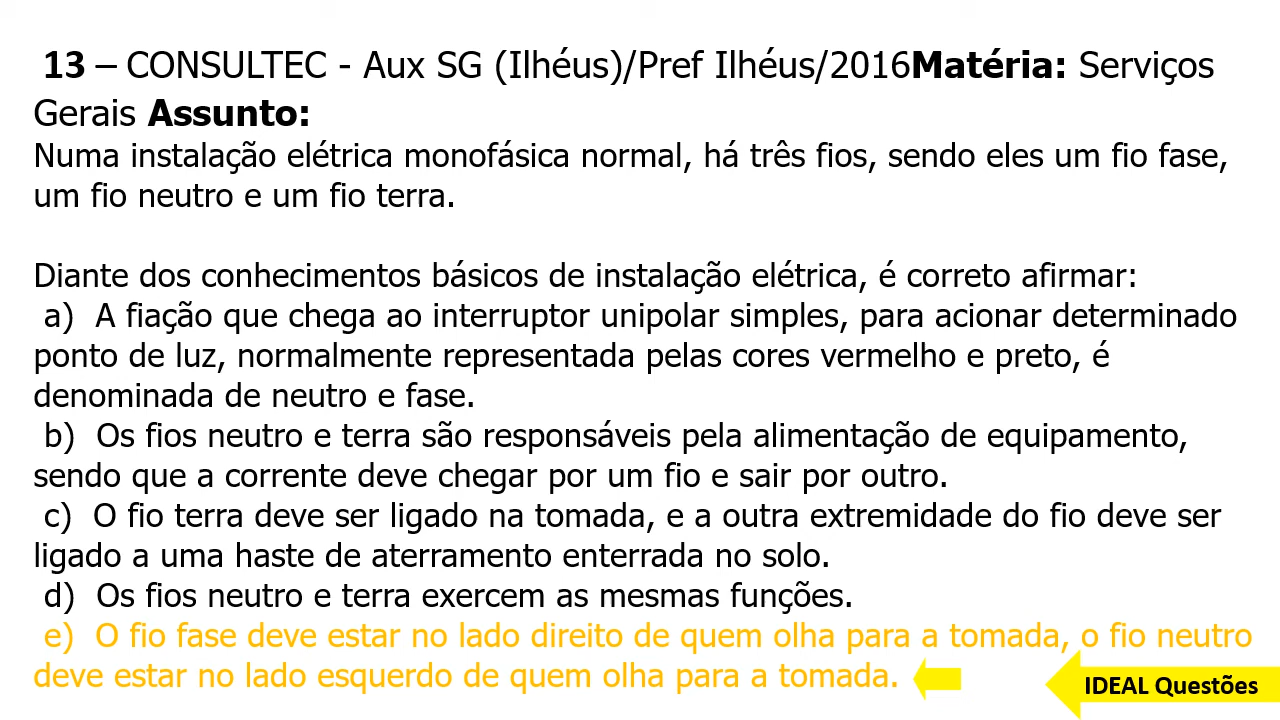 13 – CONSULTEC - Aux SG (Ilhéus)/Pref Ilhéus/2016Matéria: Serviços
Gerais Assunto:
Numa instalação elétrica monofásica normal, há três fios, sendo eles um fio fase,
um fio neutro e um fio terra.
Diante dos conhecimentos básicos de instalação elétrica, é correto afirmar:
a) A fiação que chega ao interruptor unipolar simples, para acionar determinado
ponto de luz, normalmente representada pelas cores vermelho e preto, é
denominada de neutro e fase.
b) Os fios neutro e terra são responsáveis pela alimentação de equipamento,
sendo que a corrente deve chegar por um fio e sair por outro.
c) O fio terra deve ser ligado na tomada, e a outra extremidade do fio deve ser
ligado a uma haste de aterramento enterrada no solo.
d) Os fios neutro e terra exercem as mesmas funções.
e) O fio fase deve estar no lado direito de quem olha para a tomada, o fio neutro
deve estar no lado esquerdo de quem olha para a tomada.
IDEAL Questões